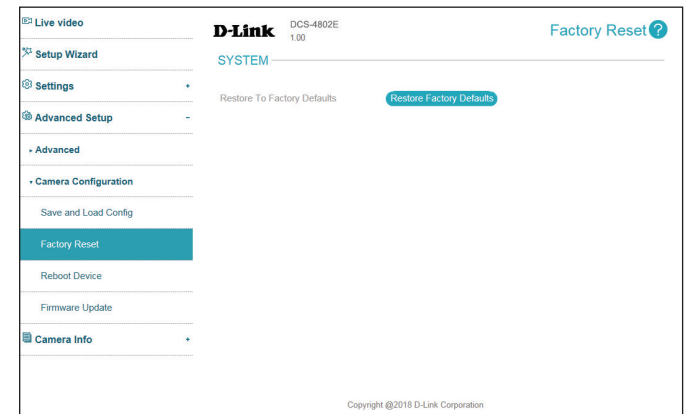 Live video
Setup Wizard
Settings +
Advanced Setup -
Advanced
Camera Configuration
Save and Load Config
Factory Reset
Reboot Device
Firmware Update
Camera Info +
D-Link DCS-4802E
1.00
Factory Reset ?
SYSTEM
Restore To Factory Defaults Restore Factory Defaults
Copyright @2018 D-Link Corporation